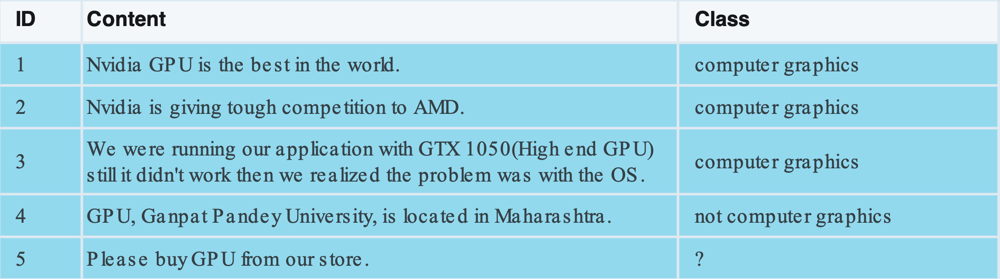 ID Content Class
1 Nvidia GPU is the best in the world. computer graphics
2 Nvidia is giving tough competition to AMD. computer graphics
3 We were running our application with GTX 1050(High end GPU) computer graphics
still it didn't work then we realized the problem was with the OS.
4 GPU, Ganpat Pandey University, is located in Maharashtra. not computer graphics
5 Please buy GPU from our store. ?